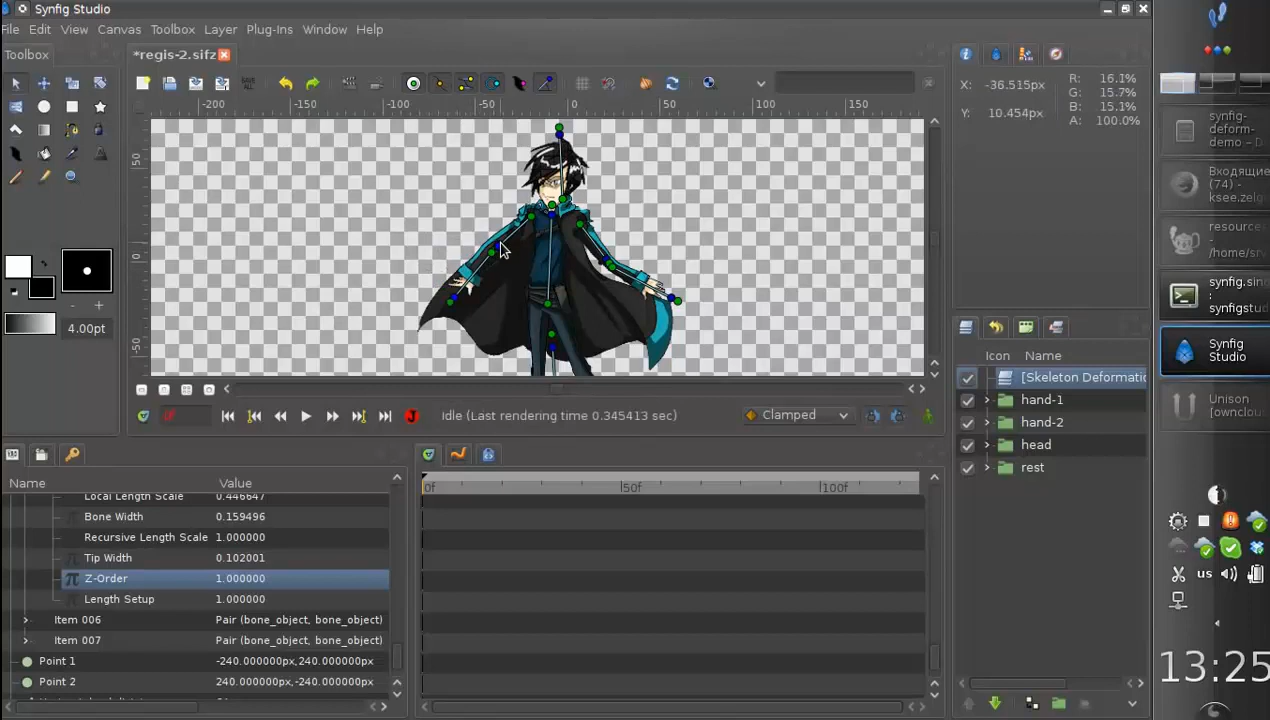 Synfig Studio
File Edit View Canvas Toolbox Layer Plug-Ins Window Help
Toolbox
*regis-2.sifz
-200 -150 -100 -50 0 50 100 150
50
0
-50
4.00pt
Idle (Last rendering time 0.345413 sec)
Clamped
X: -36.515px
Y: 10.454px
R: 16.1%
G: 15.7%
B: 15.1%
A: 100.0%
Icon Name
[Skeleton Deformatic
hand-1
hand-2
head
rest
Name Value
Local Length Scale 0.446647
Bone Width 0.159496
Recursive Length Scale 1.000000
Tip Width 0.102001
Z-Order 1.000000
Length Setup 1.000000
Item 006 Pair (bone_object, bone_object)
Item 007 Pair (bone_object, bone_object)
Point 1 -240.000000px,240.000000px
Point 2 240.000000px,-240.000000px
0f 50f 100f
synfig-
deform-
demo – D
Входящие
(74) -
ksee.zeig
resource:
/home/srv
synfig.sin
:
synfigstud
Synfig
Studio
Unison
[ownclou
us
13:25